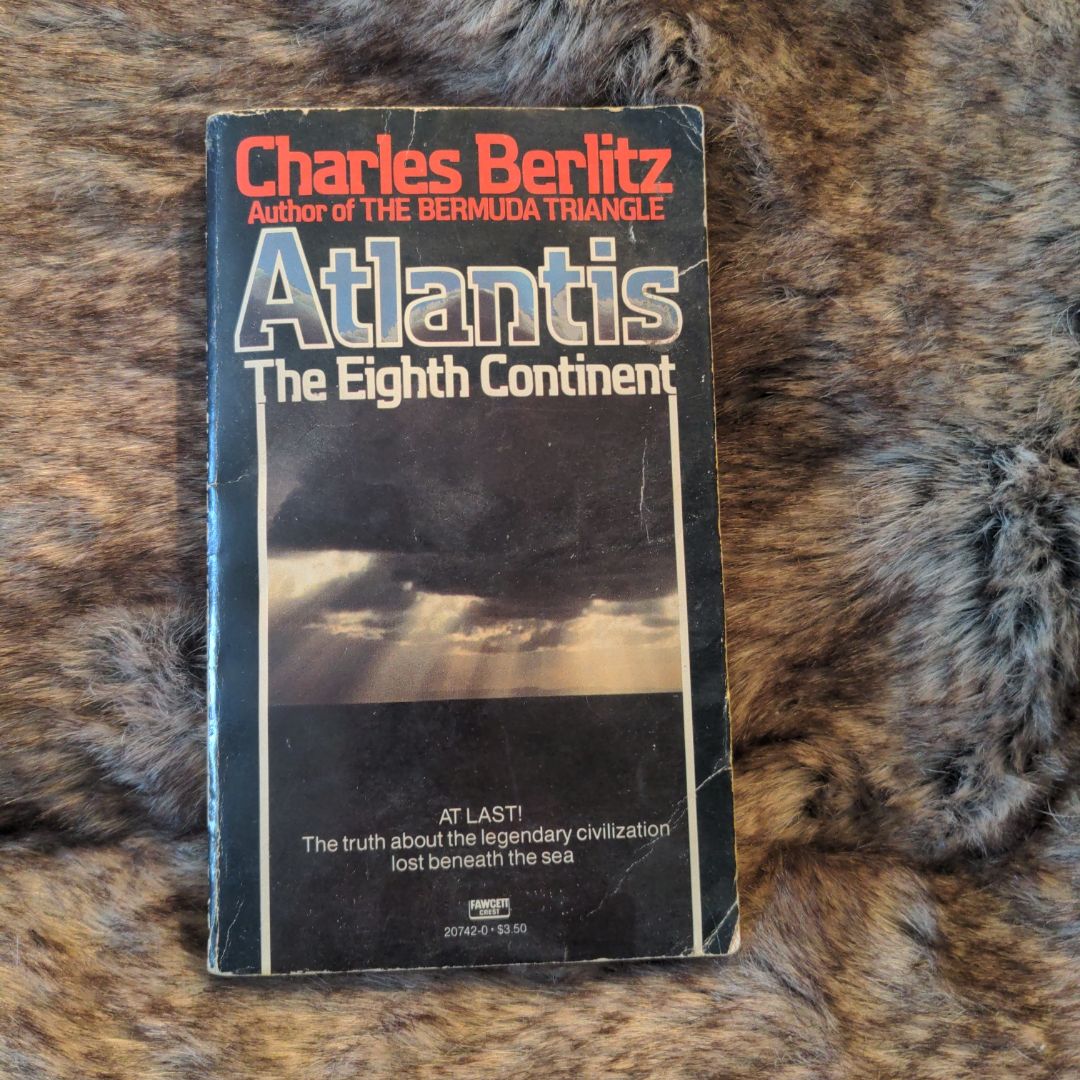 Charles Berlitz
Author of THE BERMUDA TRIANGLE
Atlantis
The Eighth Continent
AT LAST!
The truth about the legendary civilization
lost beneath the sea
FAWCETT
CREST
20742-0 • $3.50